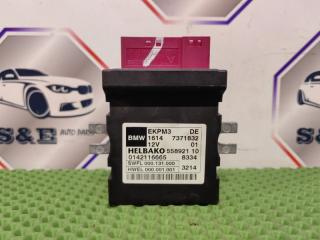 BMW EKPM3 DE
1614 7371832
12V 01
HELBAKO 558921 10
0142116665 8334
SWFL 000.131.000
HWEL 000.001.001 3214
S&E
S&E